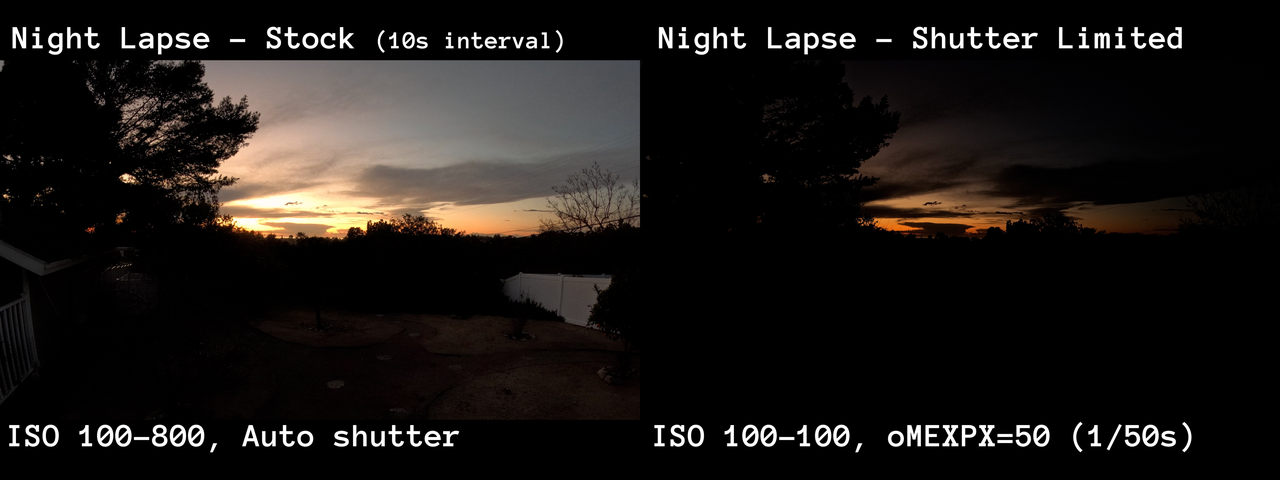 Night Lapse - Stock (10s interval)
Night Lapse - Shutter Limited
ISO 100-800, Auto shutter
ISO 100-100, oMEXPX=50 (1/50s)